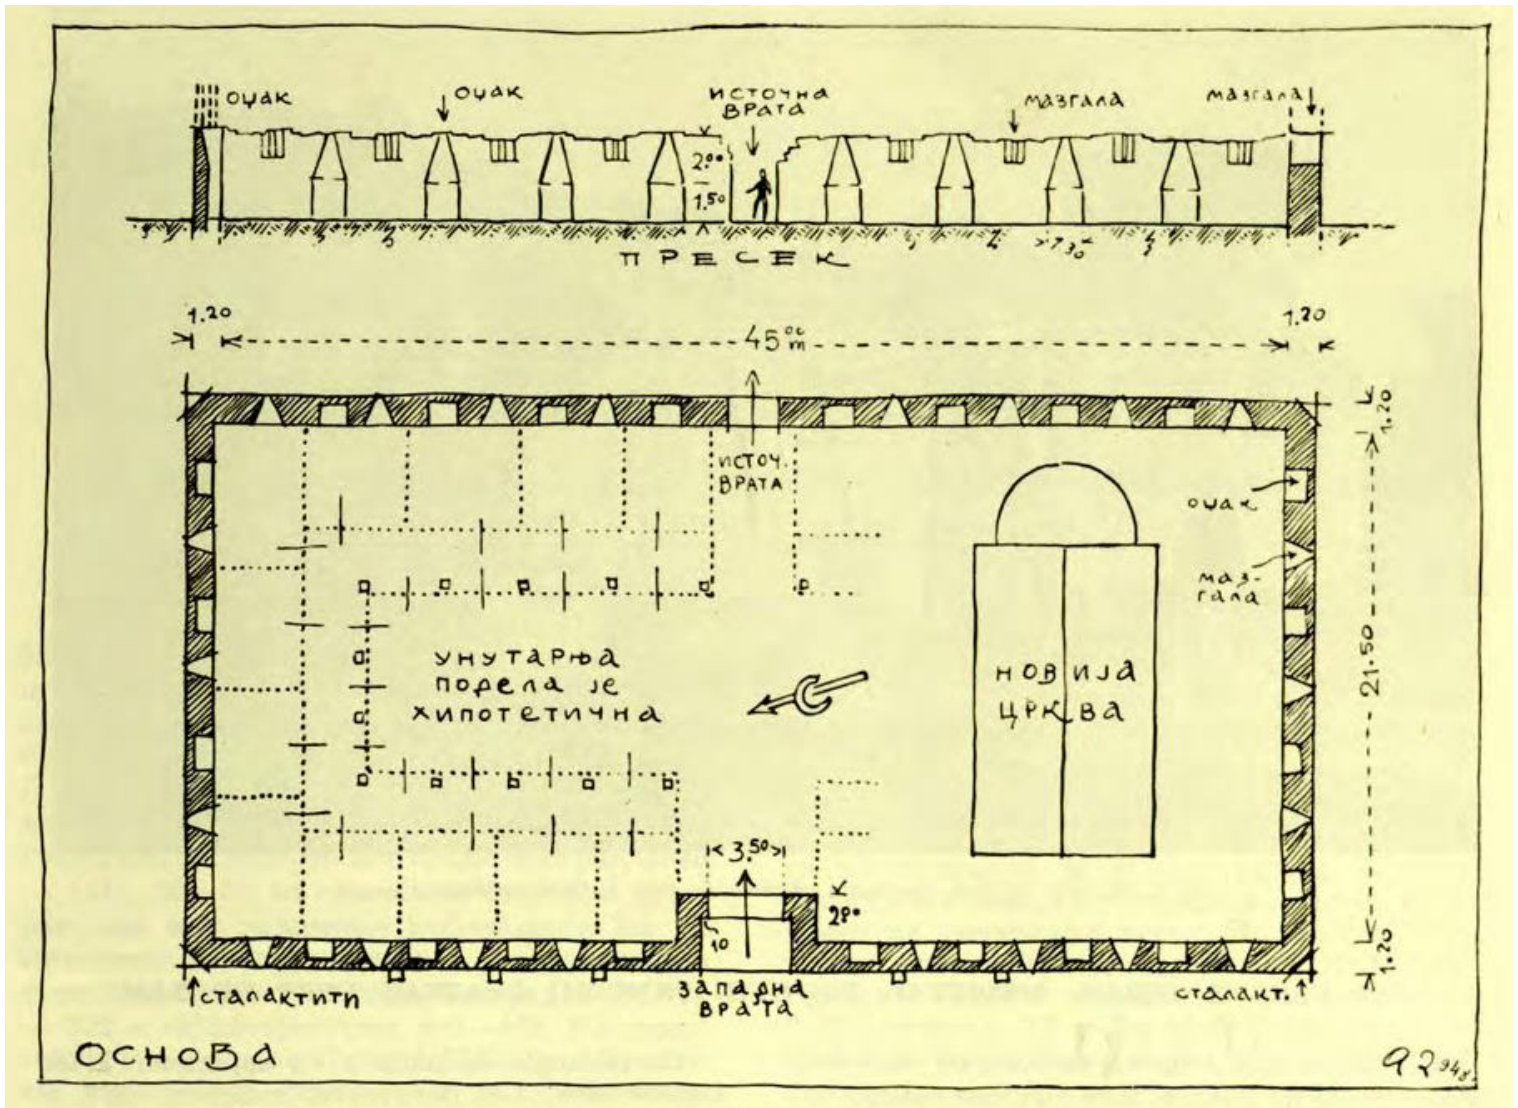 ОЏАК
ОЏАК
ИСТОЧНА
ВРАТА
МАЗГАЛА
МАЗГАЛА
2.00
1.50
1.30
ПРЕСЕК
1.20
45 00 m
1.20
1.20
ИСТОЧ.
ВРАТА
ОЏАК
МАЗ-
ГАЛА
УНУТАРЊА
ПОДЕЛА ЈЕ
ХИПОТЕТИЧНА
НОВИЈА
ЦРКВА
21.50
3.50
10
1.20
СТАЛАКТИТИ
ЗАПАДНА
ВРАТА
СТАЛАКТ.
ОСНОВА